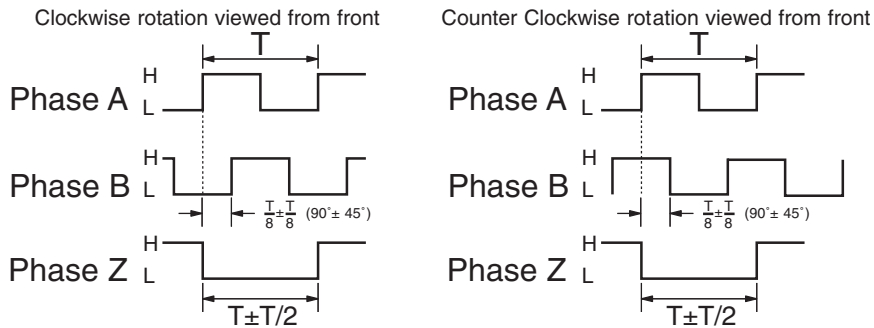 Clockwise rotation viewed from front
T
H
Phase A L
H
Phase B L
T/8 ± T/8 (90°± 45°)
H
Phase Z L
T±T/2
Counter Clockwise rotation viewed from front
T
H
Phase A L
H
Phase B L
T/8 ± T/8 (90°± 45°)
H
Phase Z L
T±T/2